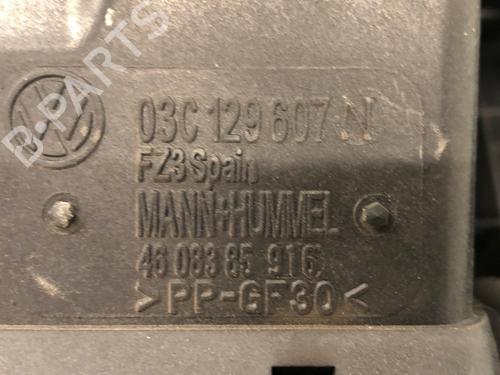 B-PARTS
03C 129 607 N
FZ3 Spain
MANN+HUMMEL
46 083 85 916
>PP-GF30<